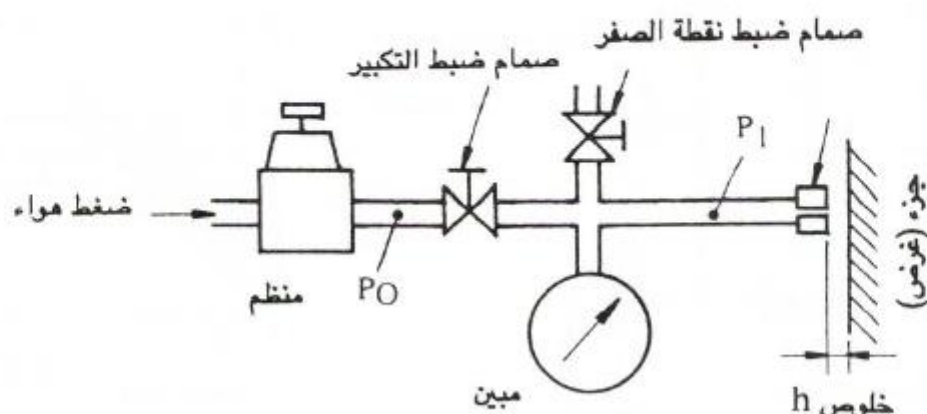 صمام ضبط نقطة الصفر
صمام ضبط التكبير
P1
ضغط هواء
جزء (غرض)
PO
منظم
مبين
خلوص h